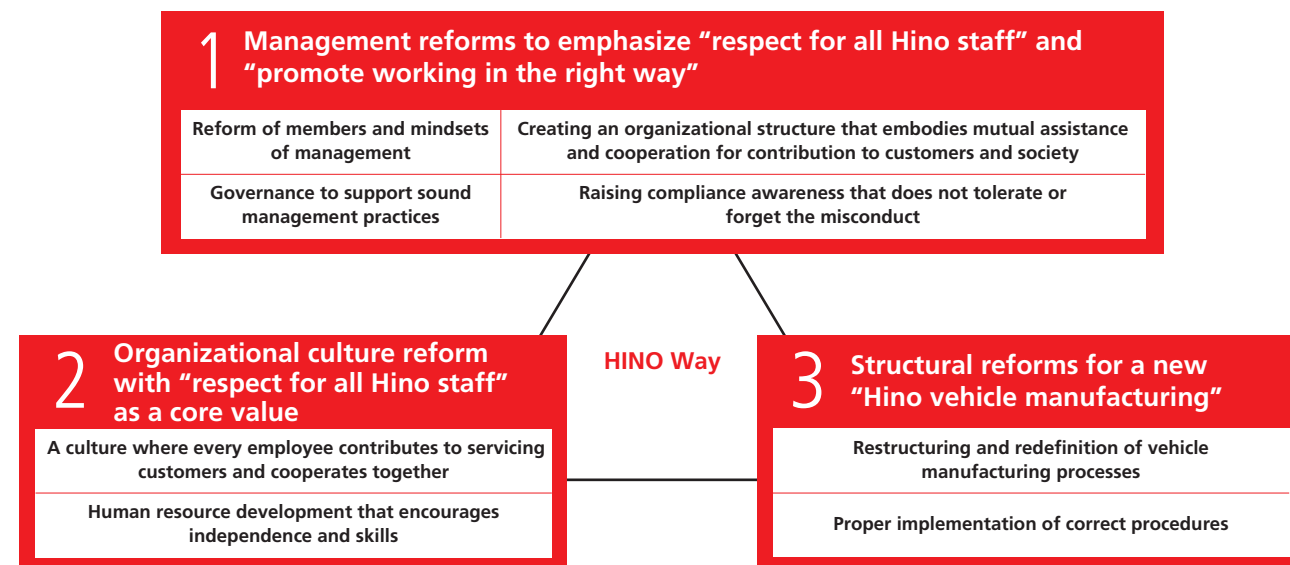 1
Management reforms to emphasize “respect for all Hino staff” and
“promote working in the right way”
Reform of members and mindsets
of management
Creating an organizational structure that embodies mutual assistance
and cooperation for contribution to customers and society
Governance to support sound
management practices
Raising compliance awareness that does not tolerate or
forget the misconduct
HINO Way
2
Organizational culture reform
with “respect for all Hino staff”
as a core value
A culture where every employee contributes to servicing
customers and cooperates together
Human resource development that encourages
independence and skills
3
Structural reforms for a new
“Hino vehicle manufacturing”
Restructuring and redefinition of vehicle
manufacturing processes
Proper implementation of correct procedures